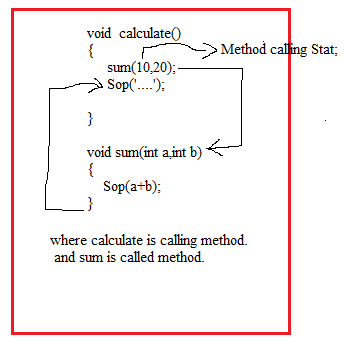 void calculate()
{
Method calling Stat;
sum(10,20);
Sop('....');
}
void sum(int a,int b)
{
Sop(a+b);
}
where calculate is calling method.
and sum is called method.